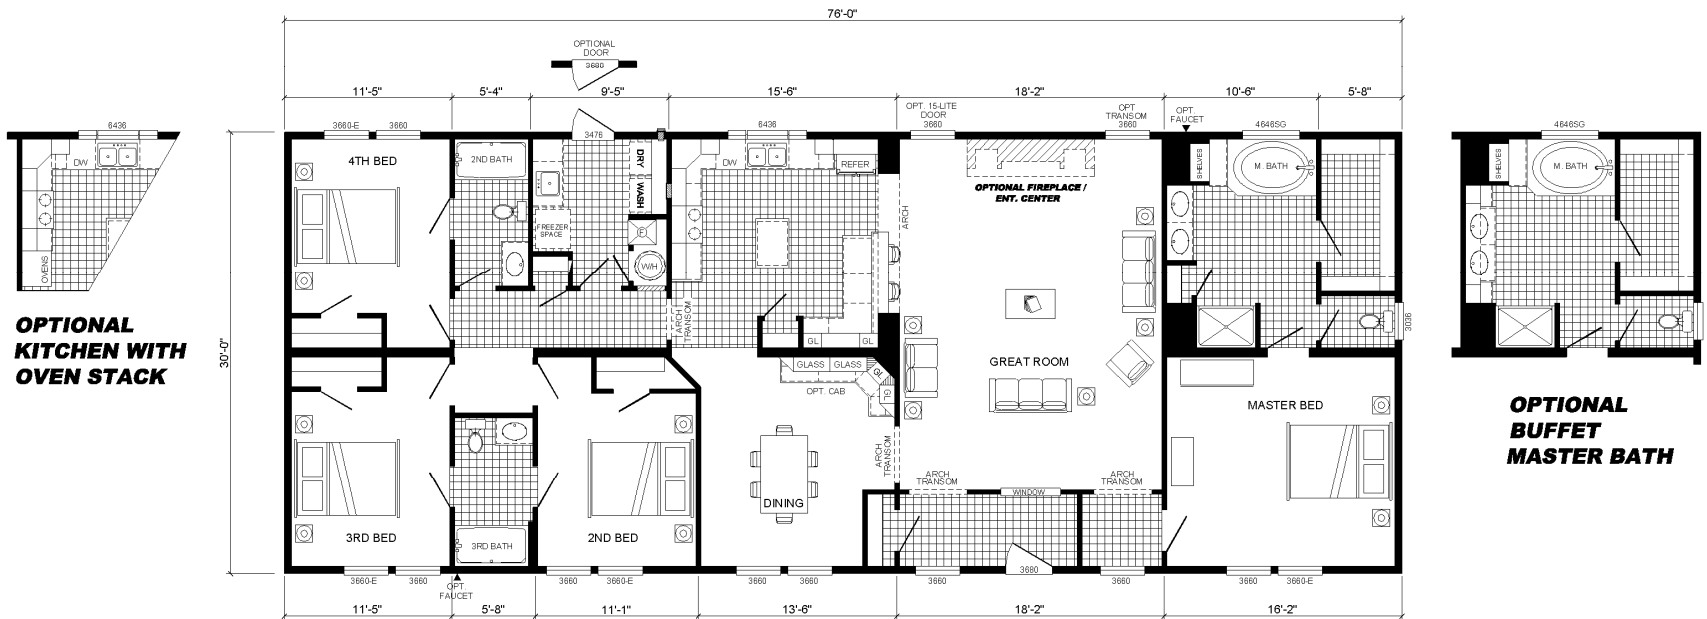 76'-0"
OPTIONAL
DOOR
3680
11'-5"
5'-4"
9'-5"
15'-6"
18'-2"
10'-6"
5'-8"
OPT. 15-LITE
DOOR
3660
OPT
TRANSOM
3660
OPT.
FAUCET
6436
3660-E
3660
3476
6436
4646SG
4646SG
4TH BED
2ND BATH
DRY
WASH
FREEZER
SPACE
F
W/H
DW
REFER
ARCH
OPTIONAL FIREPLACE /
ENT. CENTER
SHELVES
M. BATH
SHELVES
M. BATH
DW
OVENS
OPTIONAL
KITCHEN WITH
OVEN STACK
30'-0"
ARCH
TRANSOM
GL
GL
3036
GREAT ROOM
GLASS
GLASS
GL
GL
OPT. CAB
MASTER BED
OPTIONAL
BUFFET
MASTER BATH
ARCH
TRANSOM
ARCH
TRANSOM
ARCH
TRANSOM
WINDOW
DINING
3RD BED
3RD BATH
2ND BED
3660-E
3660
OPT.
FAUCET
3660
3660-E
3660
3660
3660
3680
3660
3660
3660-E
11'-5"
5'-8"
11'-1"
13'-6"
18'-2"
16'-2"